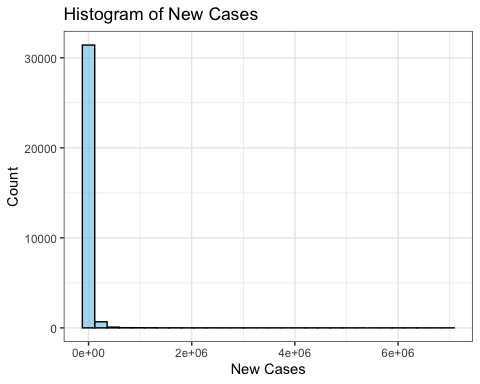 Histogram of New Cases
30000
20000
10000
0
Count
0e+00 2e+06 4e+06 6e+06
New Cases